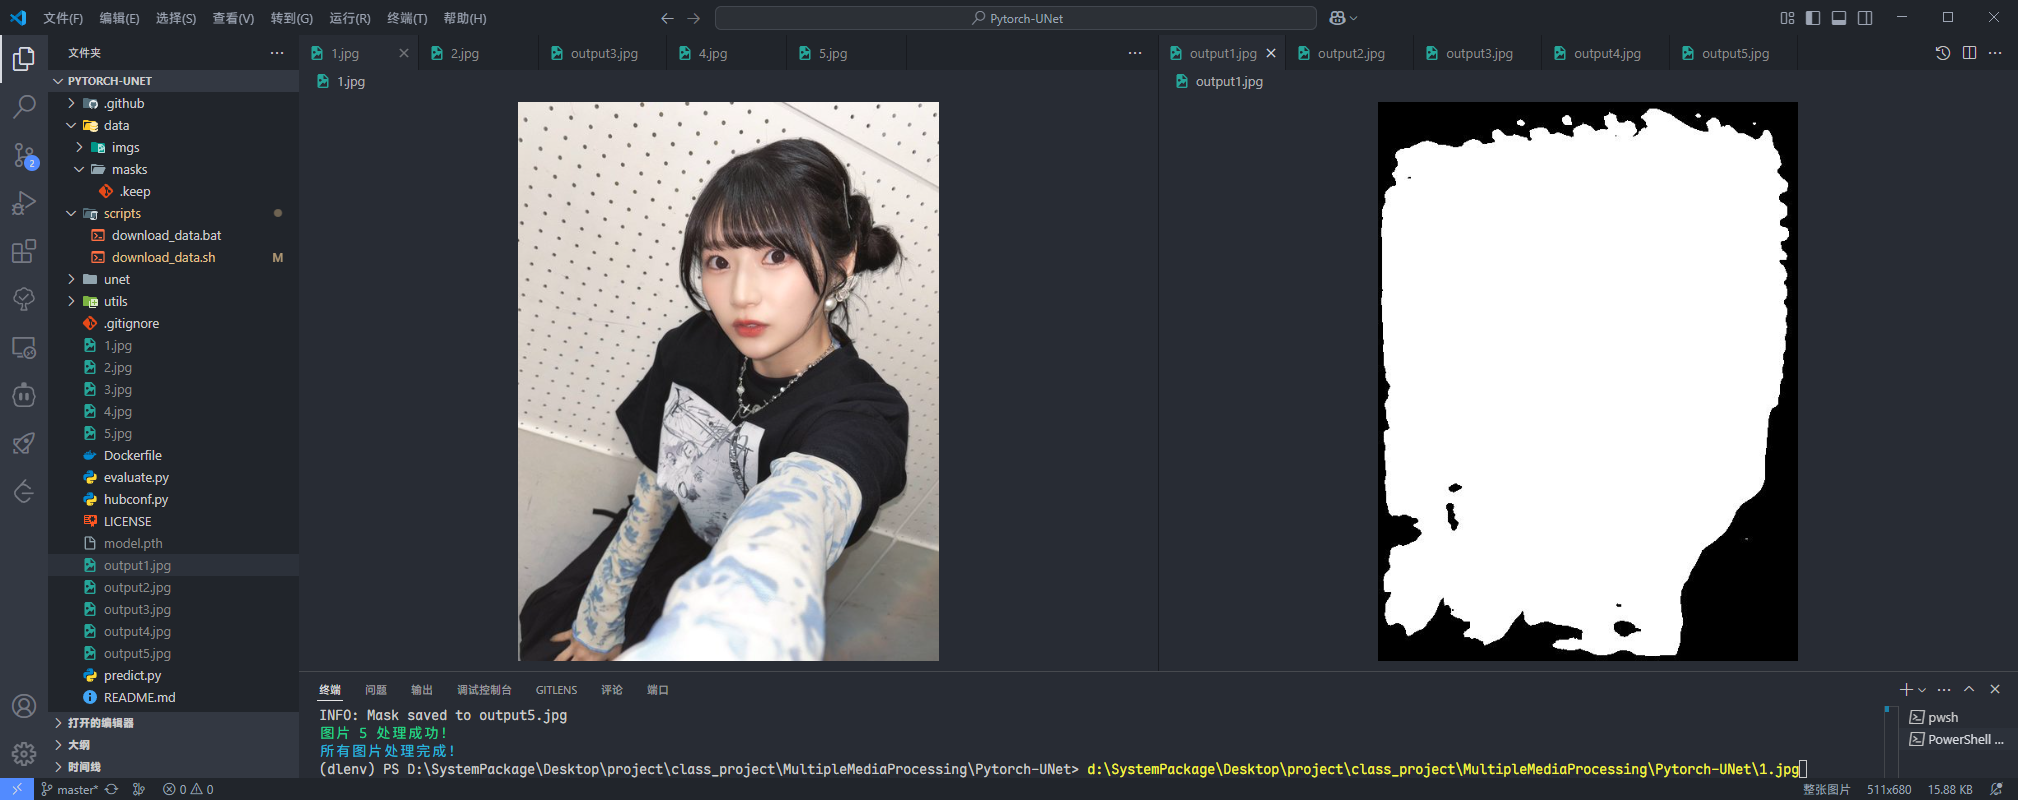 文件(F) 编辑(E) 选择(S) 查看(V) 转到(G) 运行(R) 终端(T) 帮助(H)
Pytorch-UNet
文件夹
PYTORCH-UNET
.github
data
imgs
masks
.keep
scripts
download_data.bat
download_data.sh M
unet
utils
.gitignore
1.jpg
2.jpg
3.jpg
4.jpg
5.jpg
Dockerfile
evaluate.py
hubconf.py
LICENSE
model.pth
output1.jpg
output2.jpg
output3.jpg
output4.jpg
output5.jpg
predict.py
README.md
打开的编辑器
大纲
时间线
2
1.jpg 2.jpg output3.jpg 4.jpg 5.jpg
1.jpg
output1.jpg output2.jpg output3.jpg output4.jpg output5.jpg
output1.jpg
终端 问题 输出 调试控制台 GITLENS 评论 端口
INFO: Mask saved to output5.jpg
图片 5 处理成功!
所有图片处理完成!
(dlenv) PS D:\SystemPackage\Desktop\project\class_project\MultipleMediaProcessing\Pytorch-UNet> d:\SystemPackage\Desktop\project\class_project\MultipleMediaProcessing\Pytorch-UNet\1.jpg
pwsh
PowerShell ...
master* 0 0
整张图片 511x680 15.88 KB